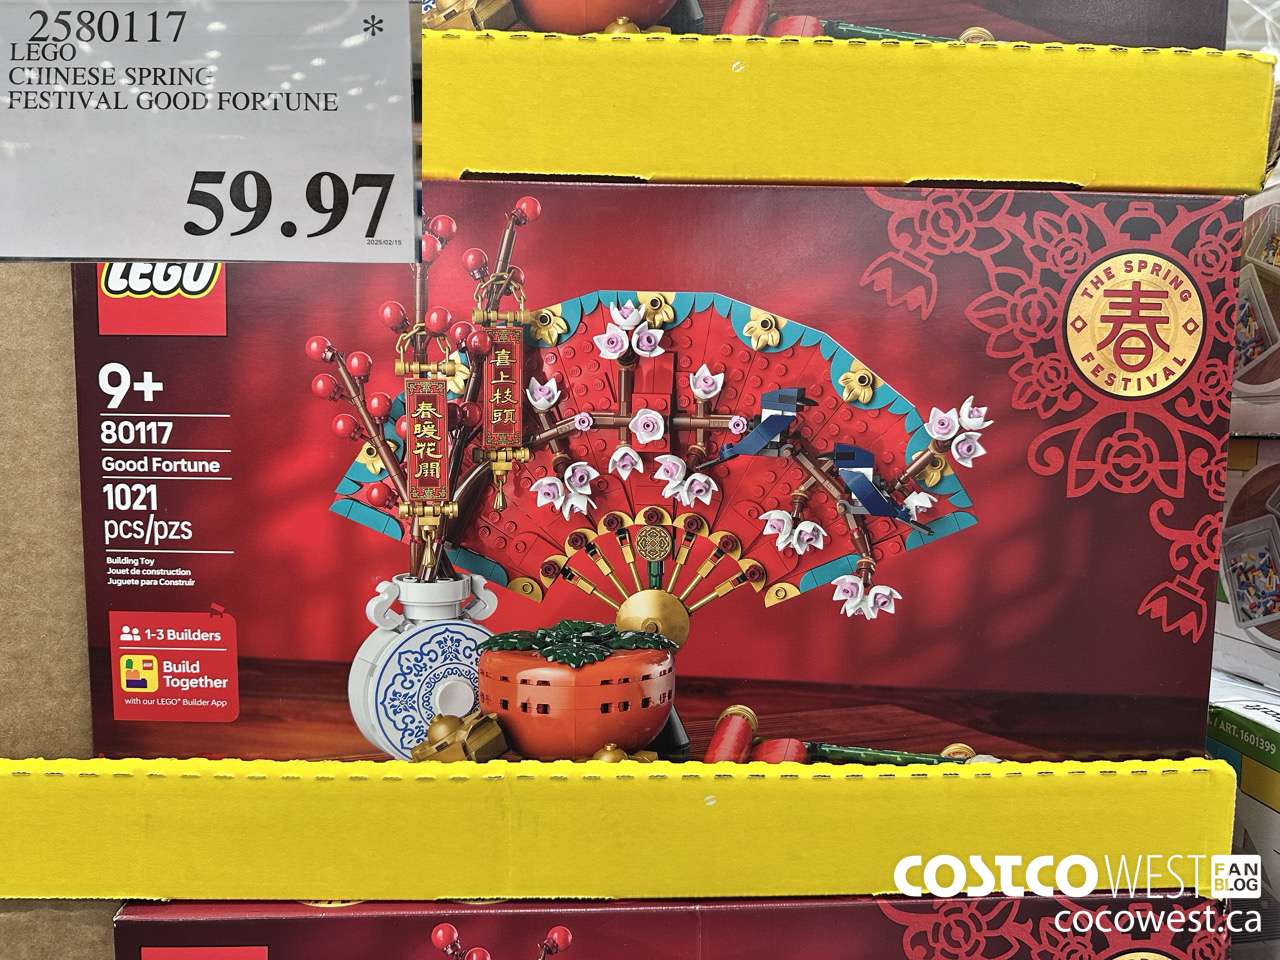 2580117 *
LEGO
CHINESE SPRING
FESTIVAL GOOD FORTUNE
59.97
2025/02/15
LEGO
9+
80117
Good Fortune
1021
pcs/pzs
Building Toy
Jouet de construction
Juguete para Construir
1-3 Builders
Build
Together
with our LEGO® Builder App
春暖花開
喜上枝頭
THE SPRING
春
FESTIVAL
/ART. 1601399
COSTCO WEST FAN BLOG
cocowest.ca